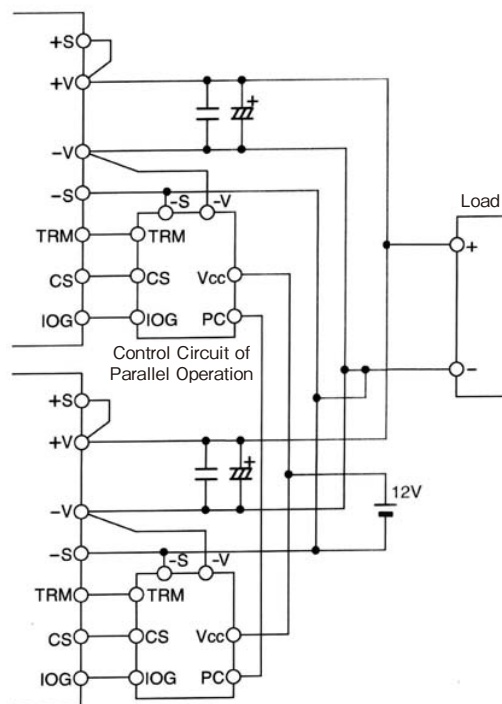 +S
+V
-V
-S
-S
-V
TRM
TRM
CS
CS
Vcc
IOG
IOG
PC
Control Circuit of
Parallel Operation
Load
+
-
+
+S
+V
+
-V
12V
-S
-S
-V
TRM
TRM
CS
CS
Vcc
IOG
IOG
PC